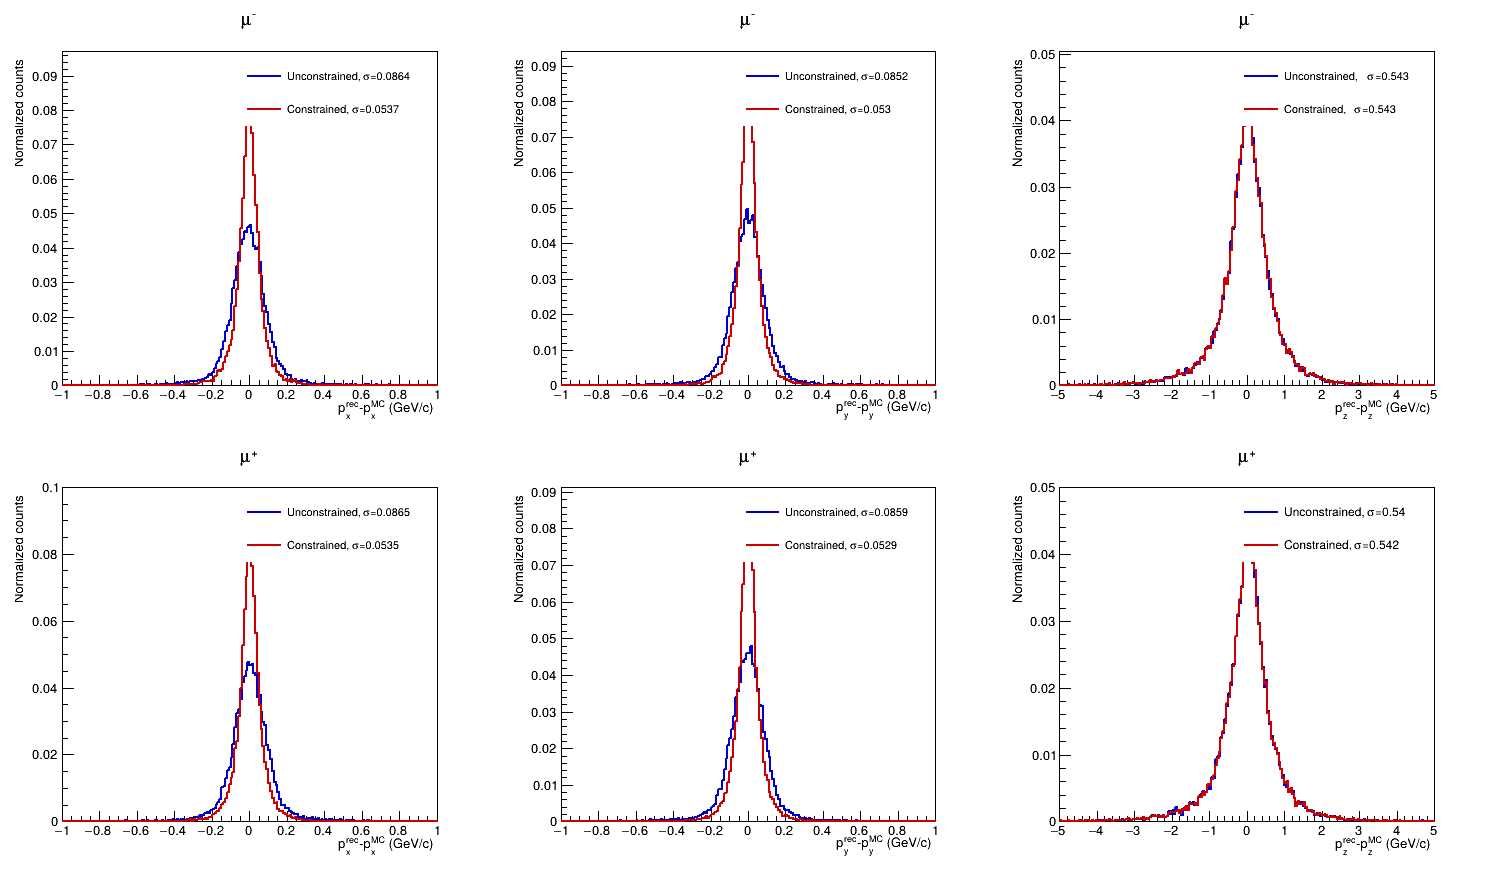 μ-
Normalized counts
Unconstrained, σ=0.0864
Constrained, σ=0.0537
0.09
0.08
0.07
0.06
0.05
0.04
0.03
0.02
0.01
0
−1 −0.8 −0.6 −0.4 −0.2 0 0.2 0.4 0.6 0.8 1
p_x^rec-p_x^MC (GeV/c)
μ-
Normalized counts
Unconstrained, σ=0.0852
Constrained, σ=0.053
0.09
0.08
0.07
0.06
0.05
0.04
0.03
0.02
0.01
0
−1 −0.8 −0.6 −0.4 −0.2 0 0.2 0.4 0.6 0.8 1
p_y^rec-p_y^MC (GeV/c)
μ-
Normalized counts
Unconstrained, σ=0.543
Constrained, σ=0.543
0.05
0.04
0.03
0.02
0.01
0
−5 −4 −3 −2 −1 0 1 2 3 4 5
p_z^rec-p_z^MC (GeV/c)
μ+
Normalized counts
Unconstrained, σ=0.0865
Constrained, σ=0.0535
0.1
0.08
0.06
0.04
0.02
0
−1 −0.8 −0.6 −0.4 −0.2 0 0.2 0.4 0.6 0.8 1
p_x^rec-p_x^MC (GeV/c)
μ+
Normalized counts
Unconstrained, σ=0.0859
Constrained, σ=0.0529
0.09
0.08
0.07
0.06
0.05
0.04
0.03
0.02
0.01
0
−1 −0.8 −0.6 −0.4 −0.2 0 0.2 0.4 0.6 0.8 1
p_y^rec-p_y^MC (GeV/c)
μ+
Normalized counts
Unconstrained, σ=0.54
Constrained, σ=0.542
0.05
0.04
0.03
0.02
0.01
0
−5 −4 −3 −2 −1 0 1 2 3 4 5
p_z^rec-p_z^MC (GeV/c)